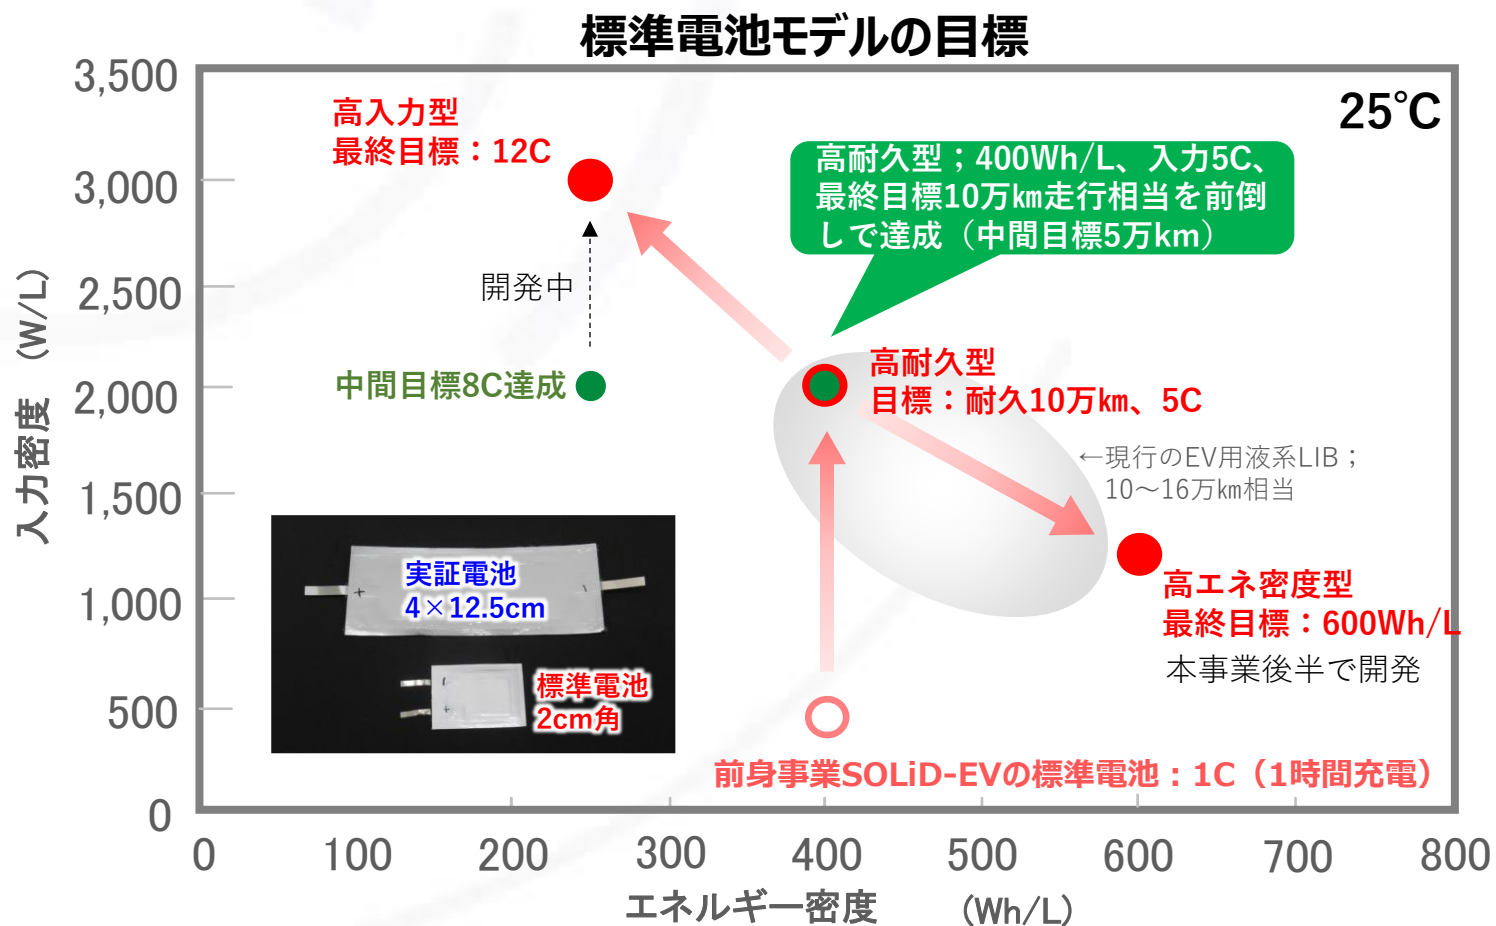 標準電池モデルの目標
3,500
3,000
2,500
2,000
1,500
1,000
500
0
入力密度 (W/L)
25℃
高入力型
最終目標：12C
高耐久型；400Wh/L、入力5C、
最終目標10万㎞走行相当を前倒
しで達成（中間目標5万km）
開発中
中間目標8C達成
高耐久型
目標：耐久10万㎞、5C
←現行のEV用液系LIB；
10～16万㎞相当
実証電池
4×12.5cm
+
-
標準電池
2cm角
-
+
高エネ密度型
最終目標：600Wh/L
本事業後半で開発
前身事業SOLiD-EVの標準電池：1C（1時間充電）
0 100 200 300 400 500 600 700 800
エネルギー密度 (Wh/L)